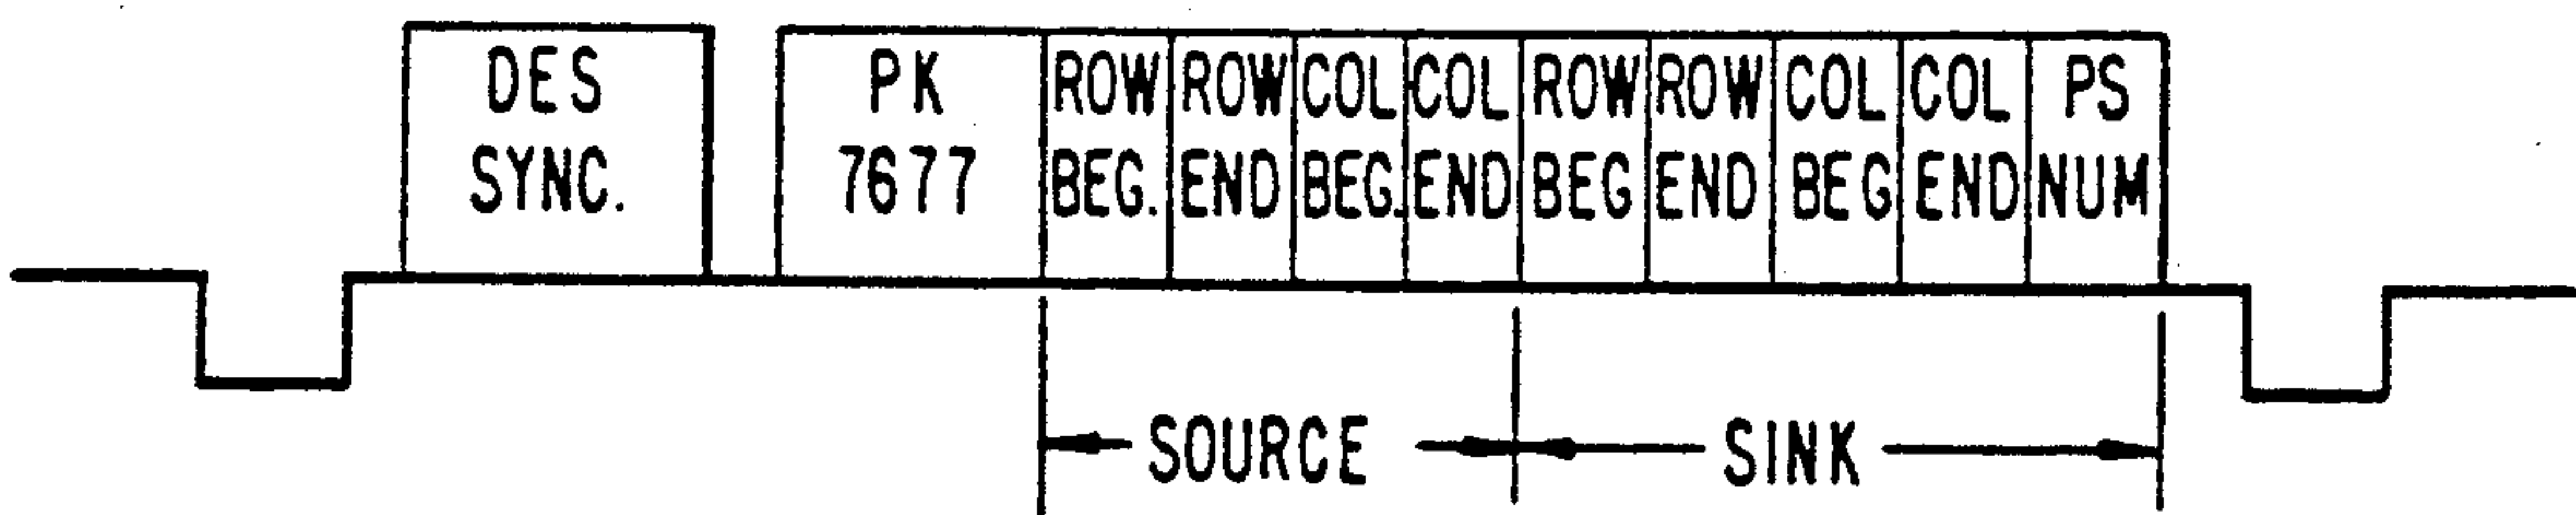 DES
SYNC.
PK
7677
ROW
BEG.
ROW
END
COL
BEG.
COL
END
ROW
BEG
ROW
END
COL
BEG
COL
END
PS
NUM
SOURCE
SINK